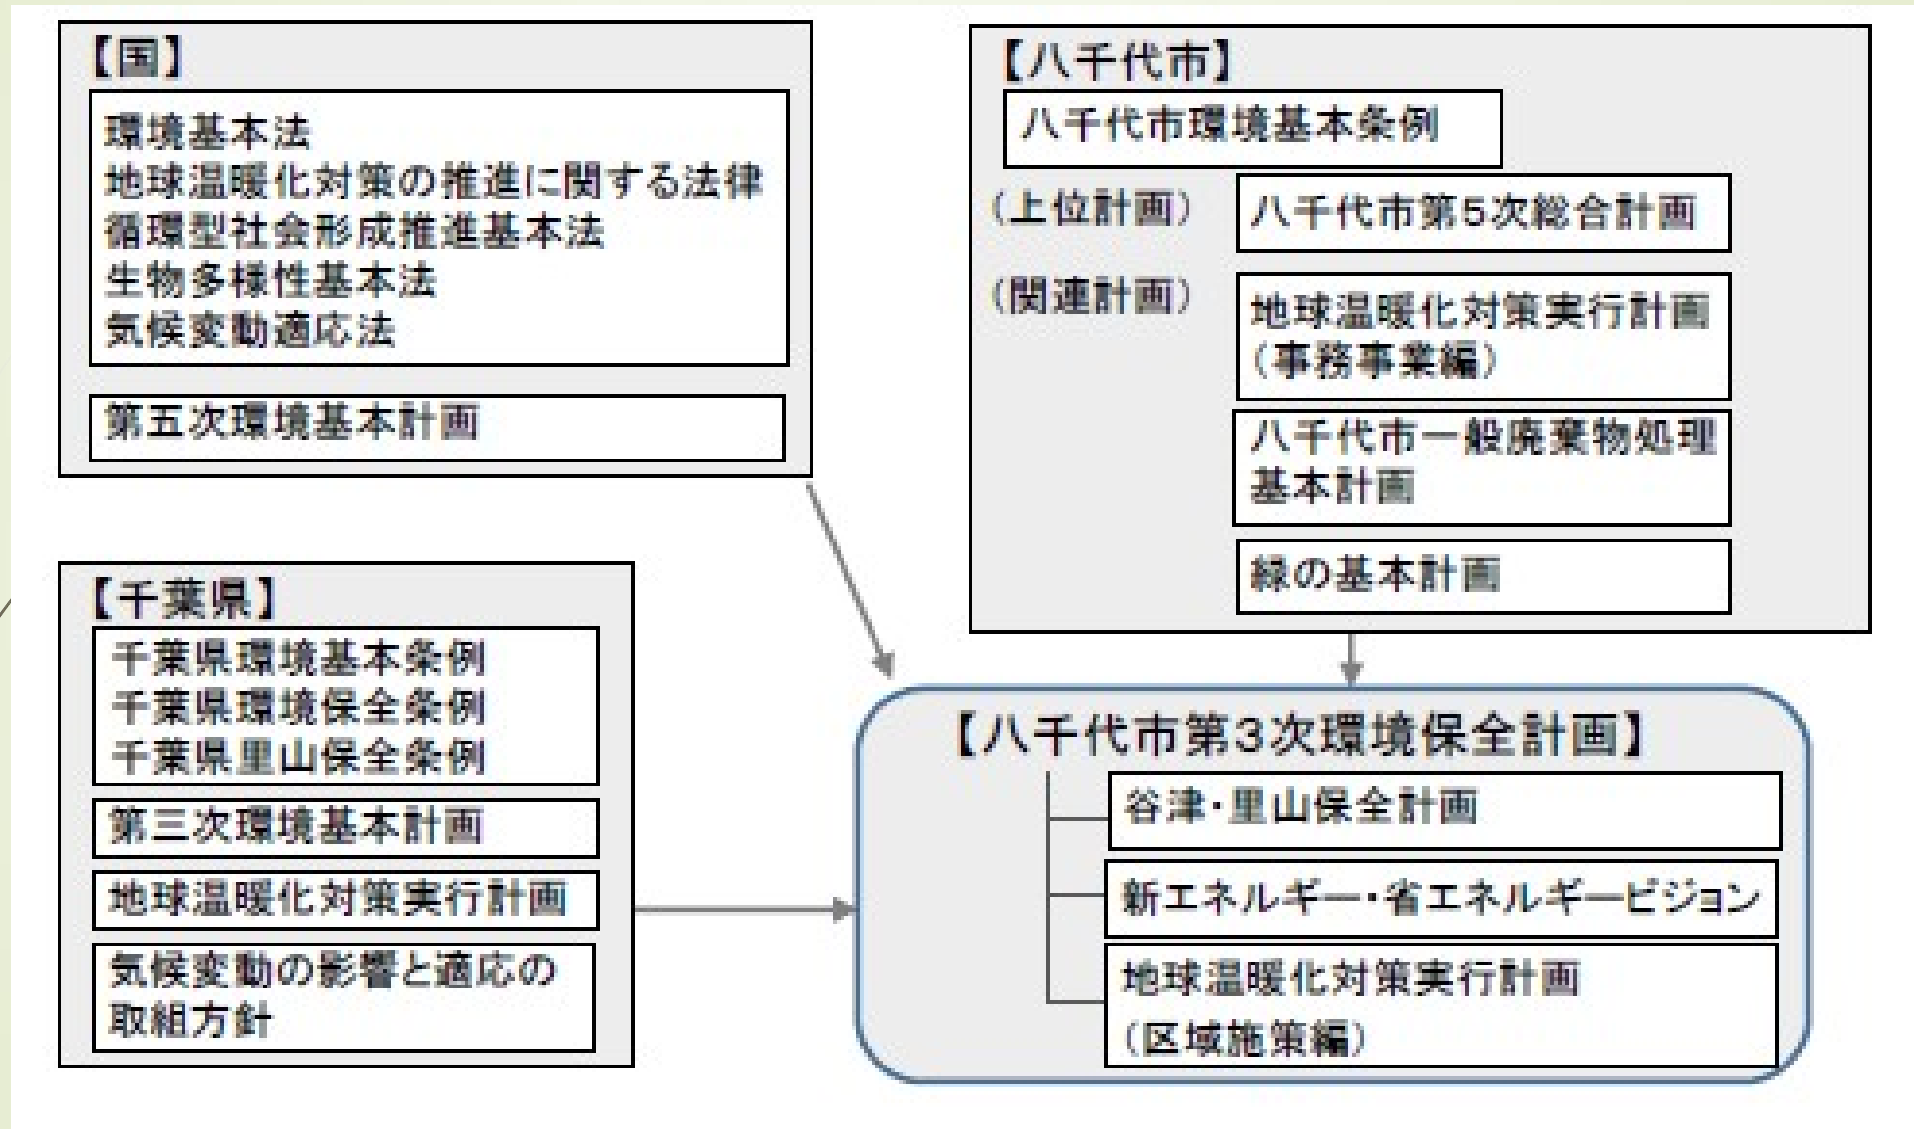 【国】
環境基本法
地球温暖化対策の推進に関する法律
循環型社会形成推進基本法
生物多様性基本法
気候変動適応法
第五次環境基本計画
【八千代市】
八千代市環境基本条例
（上位計画）
八千代市第5次総合計画
（関連計画）
地球温暖化対策実行計画
（事務事業編）
八千代市一般廃棄物処理
基本計画
緑の基本計画
【千葉県】
千葉県環境基本条例
千葉県環境保全条例
千葉県里山保全条例
第三次環境基本計画
地球温暖化対策実行計画
気候変動の影響と適応の
取組方針
【八千代市第3次環境保全計画】
谷津・里山保全計画
新エネルギー・省エネルギービジョン
地球温暖化対策実行計画
（区域施策編）